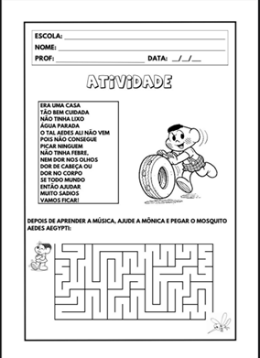 ESCOLA:
NOME:
PROF: DATA: __/__/__
ATIVIDADE
ERA UMA CASA
TÃO BEM CUIDADA
NÃO TINHA LIXO
ÁGUA PARADA
O TAL AEDES ALI NÃO VEM
POIS NÃO CONSEGUE
PICAR NINGUEM
NÃO TINHA FEBRE,
NEM DOR NOS OLHOS
DOR DE CABEÇA OU
DOR NO CORPO
SE TODO MUNDO
ENTÃO AJUDAR
MUITO SADIOS
VAMOS FICAR!
DEPOIS DE APRENDER A MÚSICA, AJUDE A MÔNICA E PEGAR O MOSQUITO
AEDES AEGYPTI: